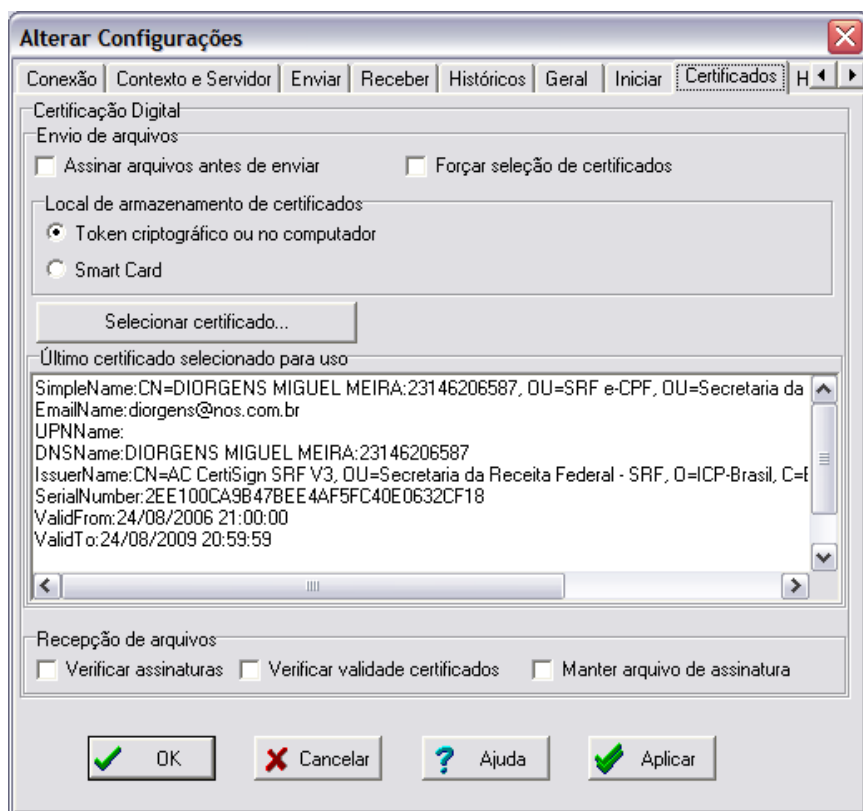 Alterar Configurações
Conexão Contexto e Servidor Enviar Receber Históricos Geral Iniciar Certificados H
Certificação Digital
Envio de arquivos
Assinar arquivos antes de enviar Forçar seleção de certificados
Local de armazenamento de certificados
Token criptográfico ou no computador
Smart Card
Selecionar certificado...
Último certificado selecionado para uso
SimpleName:CN=DIORGENS MIGUEL MEIRA:23146206587, OU=SRF e-CPF, OU=Secretaria da
EmailName:diorgens@nos.com.br
UPNName:
DNSName:DIORGENS MIGUEL MEIRA:23146206587
IssuerName:CN=AC CertiSign SRF V3, OU=Secretaria da Receita Federal - SRF, O=ICP-Brasil, C=
SerialNumber:2EE100CA9B47BEE4AF5FC40E0632CF18
ValidFrom:24/08/2006 21:00:00
ValidTo:24/08/2009 20:59:59
Recepção de arquivos
Verificar assinaturas Verificar validade certificados Manter arquivo de assinatura
OK Cancelar ? Ajuda Aplicar